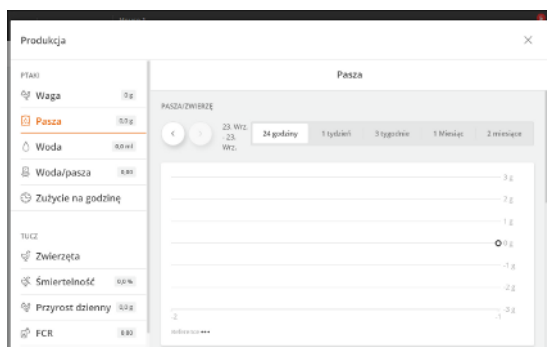 Produkcja
PTAKI
Waga 0 g
Pasza 0,0 g
Woda 0,0 ml
Woda/pasza 0,00
Zużycie na godzinę
TUCZ
Zwierzęta
Śmiertelność 0,0 %
Przyrost dzienny 0,0 g
FCR 0,00
Pasza
PASZA/ZWIERZĘ
23. Wrz.
- 23.
Wrz.
24 godziny 1 tydzień 3 tygodnie 1 Miesiąc 2 miesiące
3 g
2 g
1 g
0 g
-1 g
-2 g
-3 g
-2 -1